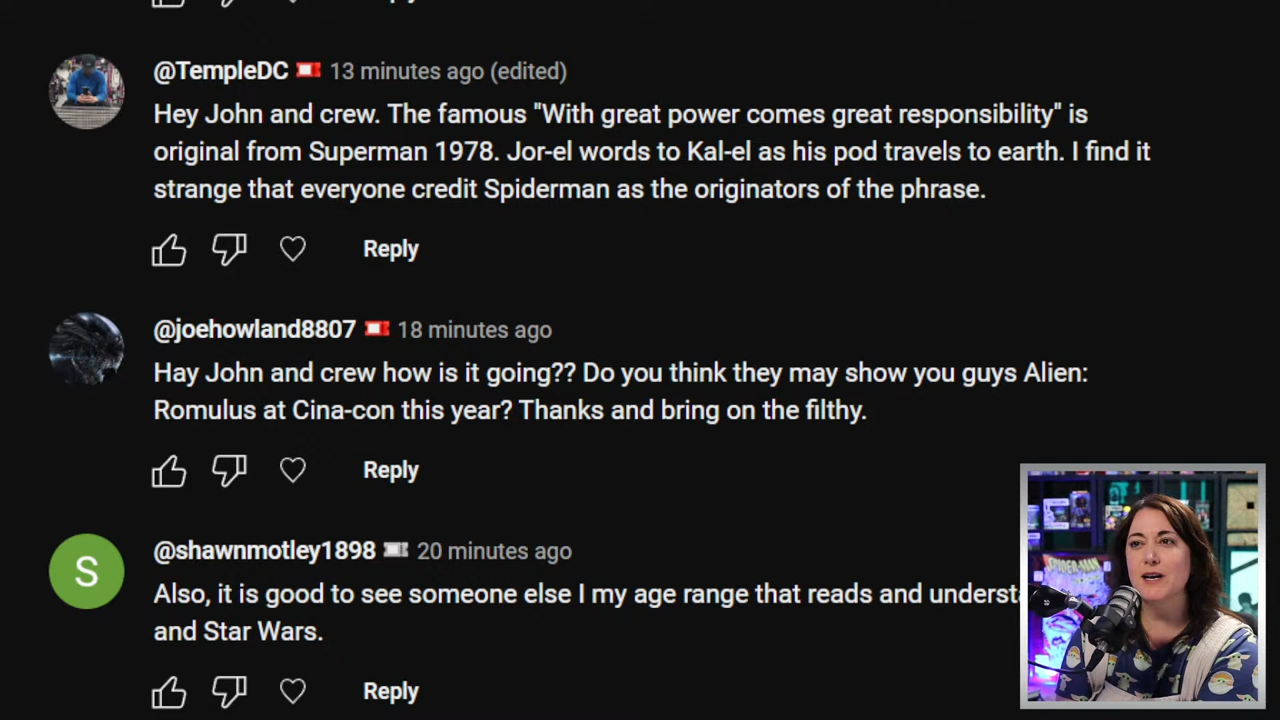 @TempleDC 13 minutes ago (edited)
Hey John and crew. The famous "With great power comes great responsibility" is
original from Superman 1978. Jor-el words to Kal-el as his pod travels to earth. I find it
strange that everyone credit Spiderman as the originators of the phrase.
Reply
@joehowland8807 18 minutes ago
Hay John and crew how is it going?? Do you think they may show you guys Alien:
Romulus at Cina-con this year? Thanks and bring on the filthy.
Reply
S
@shawnmotley1898 20 minutes ago
Also, it is good to see someone else I my age range that reads and understa
and Star Wars.
Reply
SPIDER-MAN